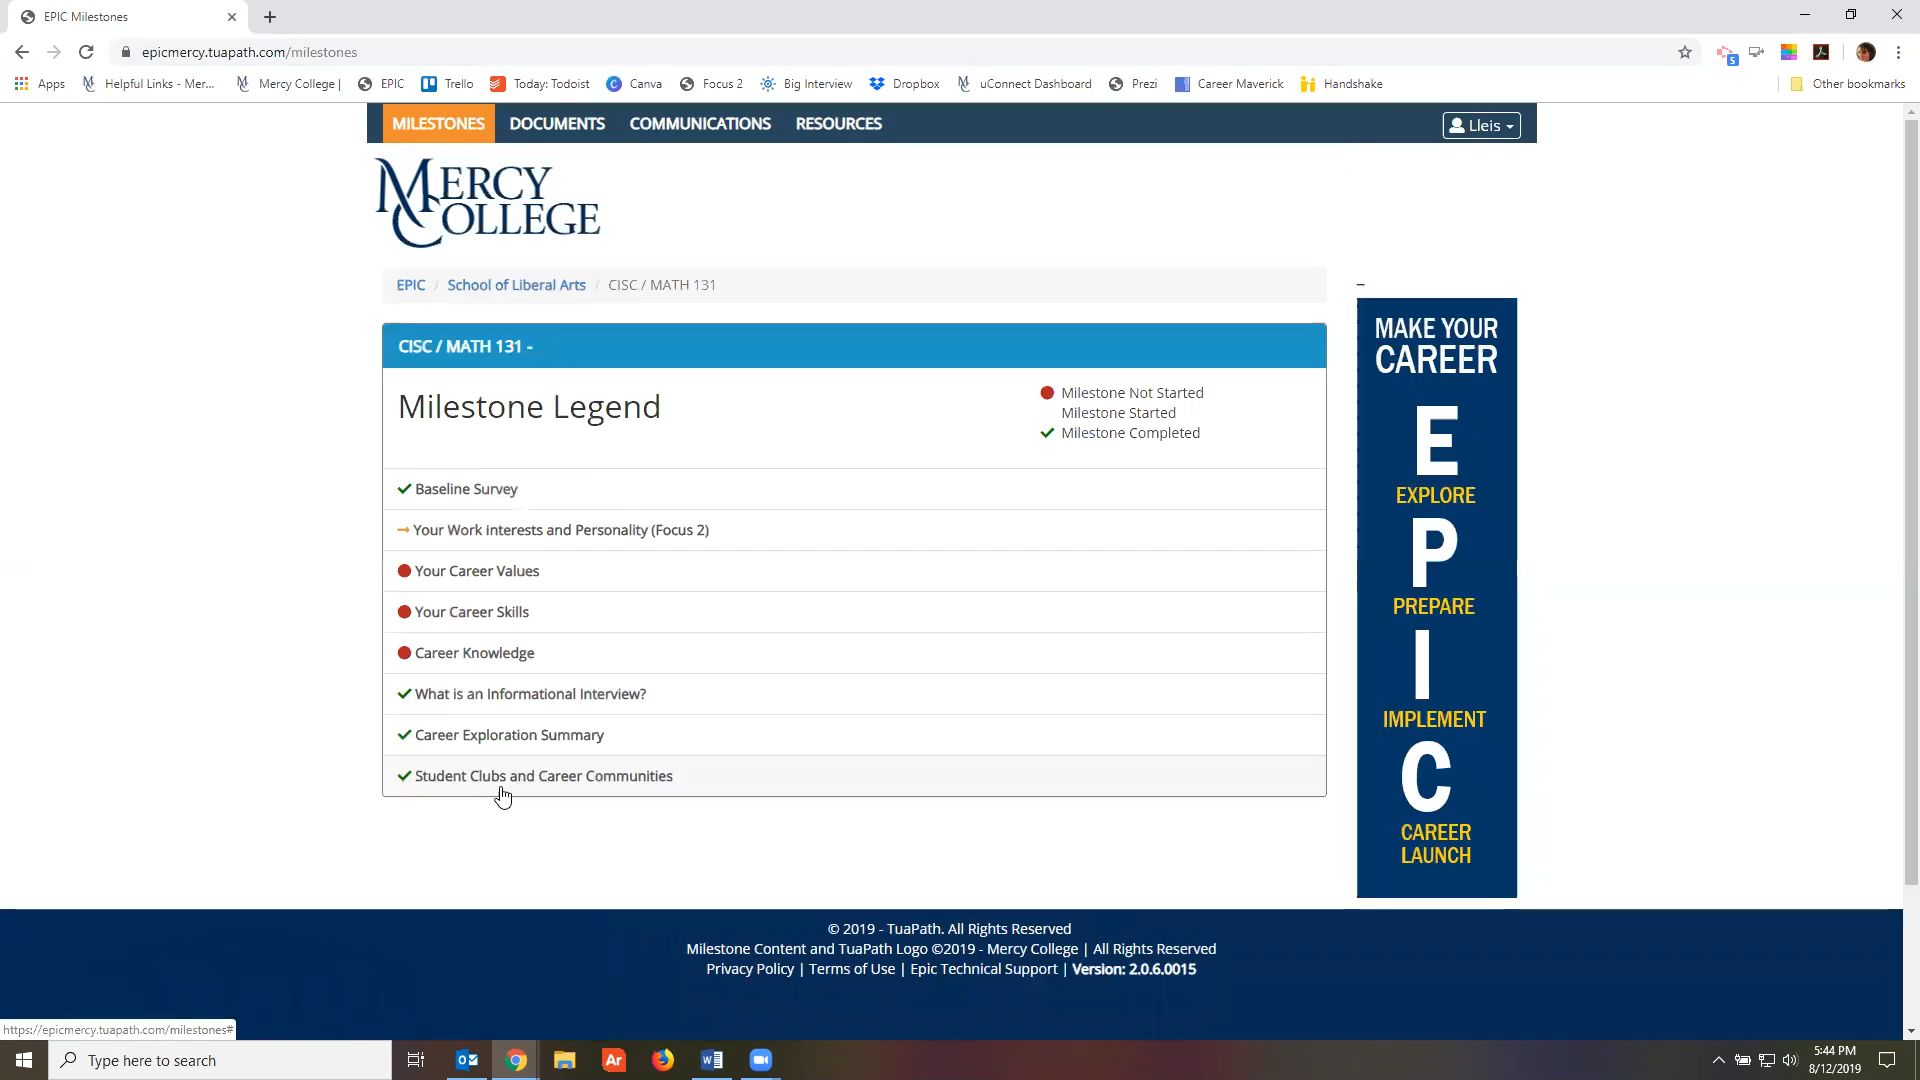 EPIC Milestones
epicmercy.tuapath.com/milestones
5
Apps
Helpful Links - Mer...
Mercy College |
EPIC
Trello
Today: Todoist
Canva
Focus 2
Big Interview
Dropbox
uConnect Dashboard
Prezi
Career Maverick
Handshake
Other bookmarks
MILESTONES
DOCUMENTS
COMMUNICATIONS
RESOURCES
Lleis
MERCY
COLLEGE
EPIC / School of Liberal Arts / CISC / MATH 131
CISC / MATH 131 -
Milestone Legend
Milestone Not Started
Milestone Started
Milestone Completed
Baseline Survey
Your Work interests and Personality (Focus 2)
Your Career Values
Your Career Skills
Career Knowledge
What is an Informational Interview?
Career Exploration Summary
Student Clubs and Career Communities
MAKE YOUR
CAREER
E
EXPLORE
P
PREPARE
I
IMPLEMENT
C
CAREER
LAUNCH
© 2019 - TuaPath. All Rights Reserved
Milestone Content and TuaPath Logo ©2019 - Mercy College | All Rights Reserved
Privacy Policy | Terms of Use | Epic Technical Support | Version: 2.0.6.0015
https://epicmercy.tuapath.com/milestones#
Type here to search
Ar
5:44 PM
8/12/2019